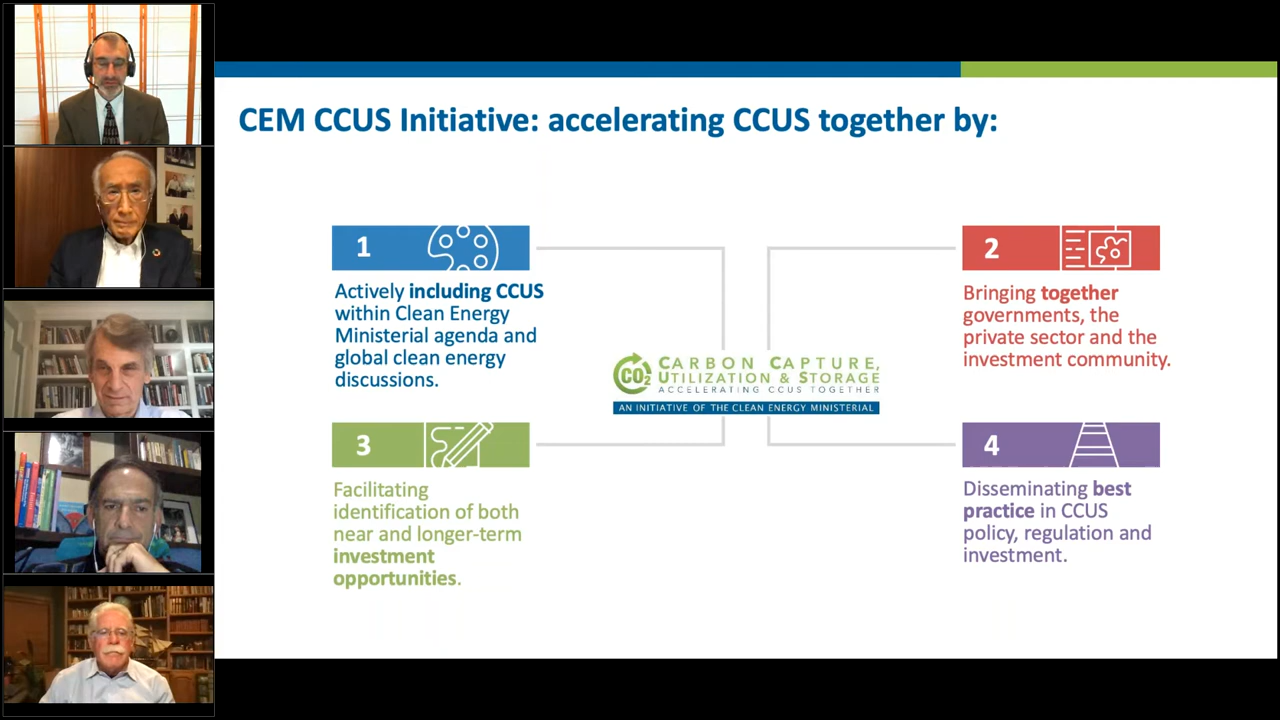 CEM CCUS Initiative: accelerating CCUS together by:
1
Actively including CCUS
within Clean Energy
Ministerial agenda and
global clean energy
discussions.
2
Bringing together
governments, the
private sector and the
investment community.
CO2
CARBON CAPTURE,
UTILIZATION & STORAGE
ACCELERATING CCUS TOGETHER
AN INITIATIVE OF THE CLEAN ENERGY MINISTERIAL
3
Facilitating
identification of both
near and longer-term
investment
opportunities.
4
Disseminating best
practice in CCUS
policy, regulation and
investment.